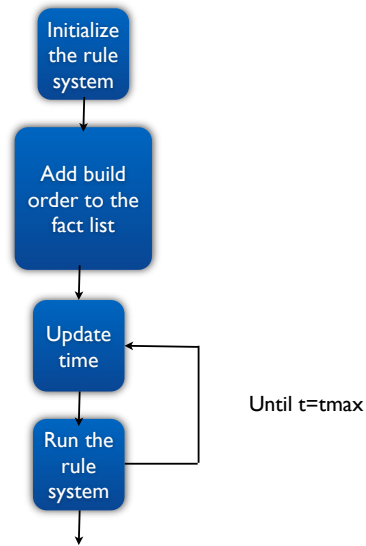 Initialize
the rule
system
Add build
order to the
fact list
Update
time
Until t=tmax
Run the
rule
system